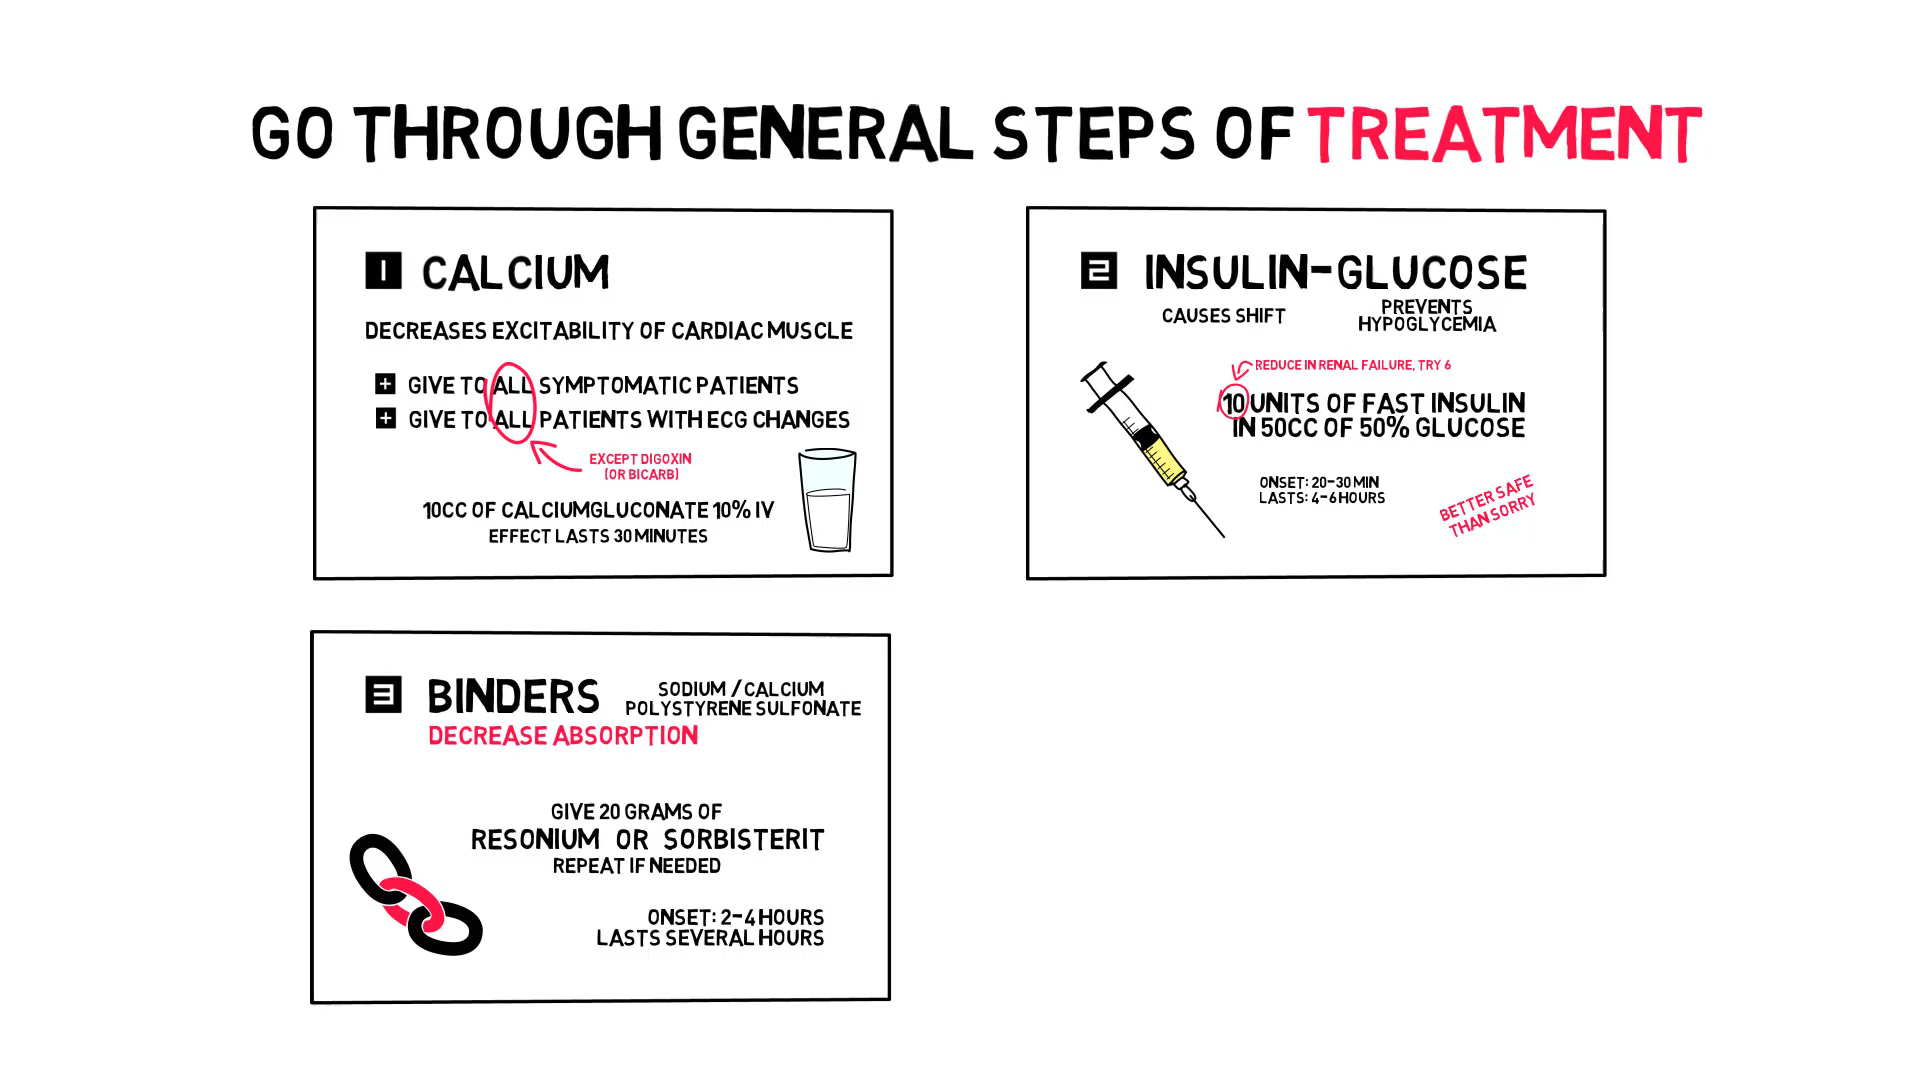 GO THROUGH GENERAL STEPS OF TREATMENT
1 CALCIUM
DECREASES EXCITABILITY OF CARDIAC MUSCLE
+ GIVE TO ALL SYMPTOMATIC PATIENTS
+ GIVE TO ALL PATIENTS WITH ECG CHANGES
EXCEPT DIGOXIN
(OR BICARB)
10CC OF CALCIUMGLUCONATE 10% IV
EFFECT LASTS 30 MINUTES
2 INSULIN-GLUCOSE
CAUSES SHIFT
PREVENTS
HYPOGLYCEMIA
REDUCE IN RENAL FAILURE, TRY 6
10 UNITS OF FAST INSULIN
IN 50CC OF 50% GLUCOSE
ONSET: 20-30 MIN
LASTS: 4-6 HOURS
BETTER SAFE
THAN SORRY
3 BINDERS
SODIUM / CALCIUM
POLYSTYRENE SULFONATE
DECREASE ABSORPTION
GIVE 20 GRAMS OF
RESONIUM OR SORBISTERIT
REPEAT IF NEEDED
ONSET: 2-4 HOURS
LASTS SEVERAL HOURS